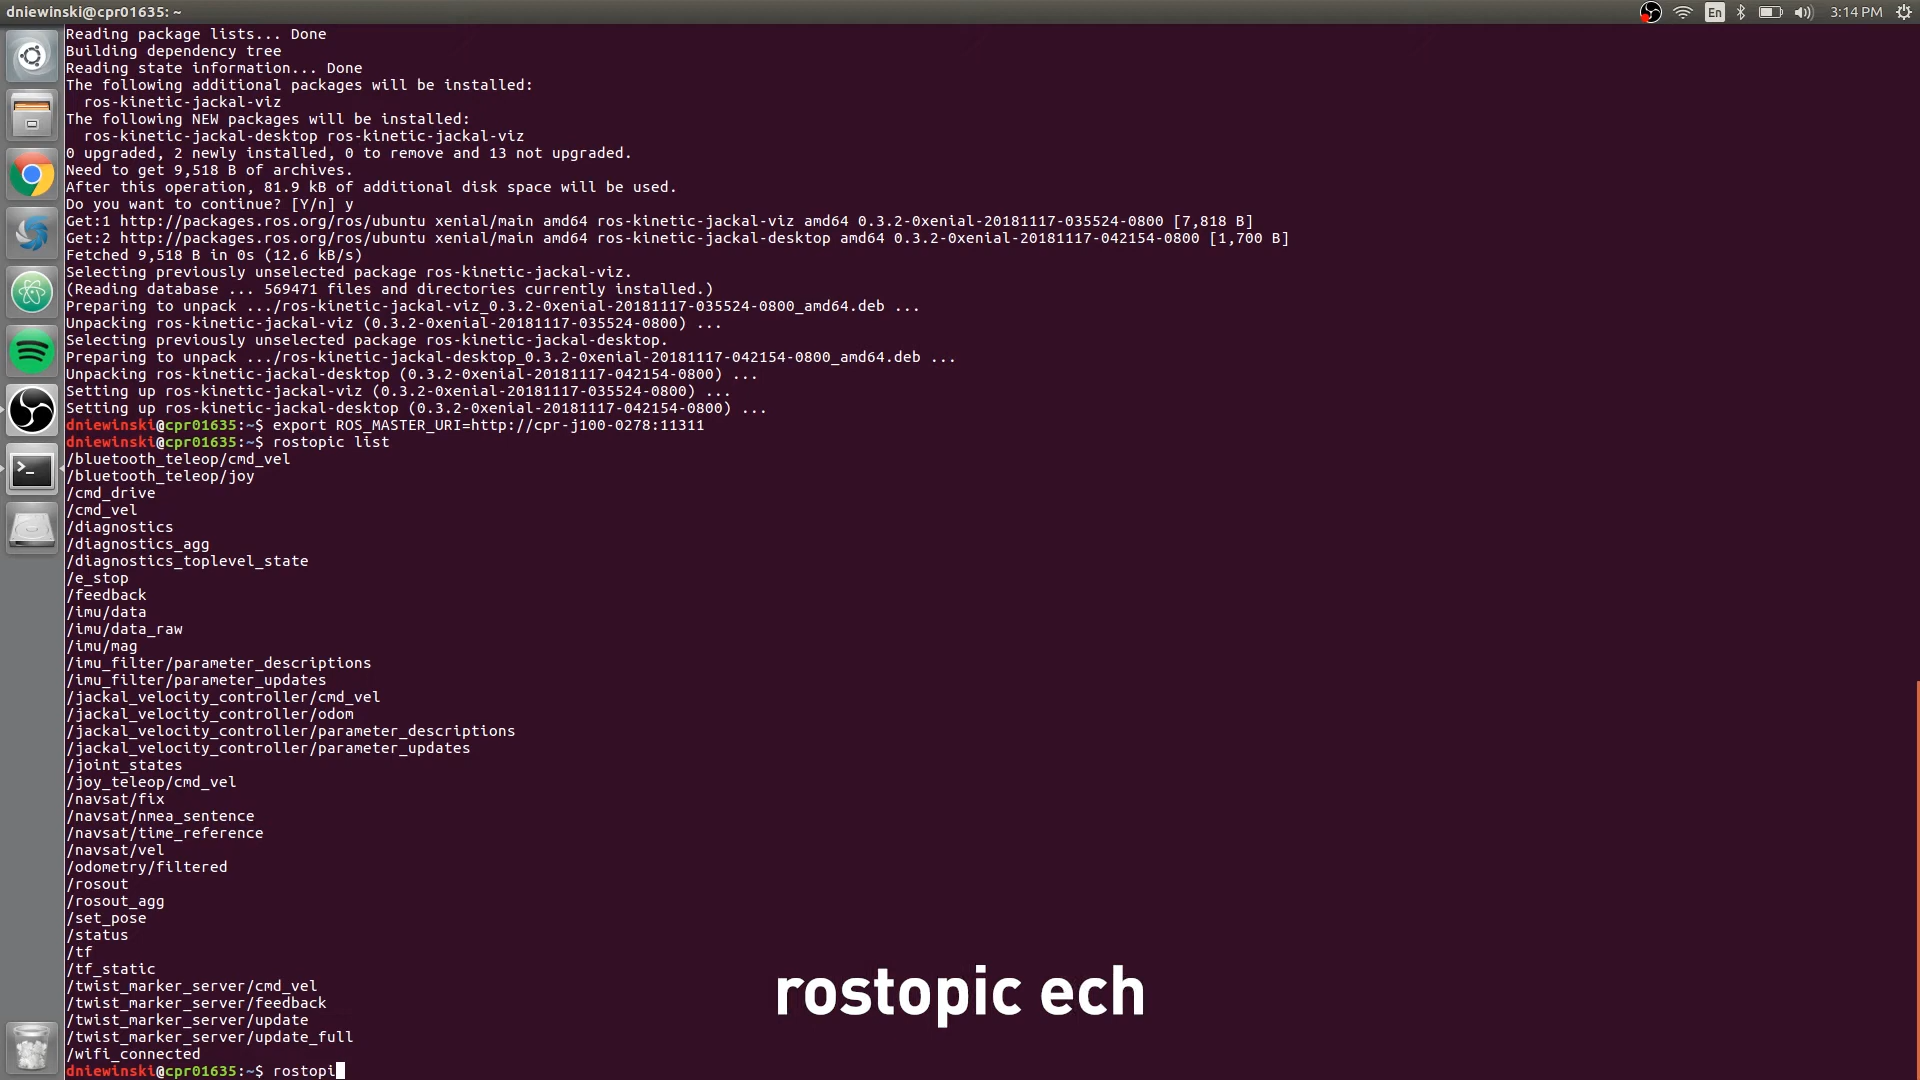 dniewinski@cpr01635: ~
En
3:14 PM
Reading package lists... Done
Building dependency tree
Reading state information... Done
The following additional packages will be installed:
  ros-kinetic-jackal-viz
The following NEW packages will be installed:
  ros-kinetic-jackal-desktop ros-kinetic-jackal-viz
0 upgraded, 2 newly installed, 0 to remove and 13 not upgraded.
Need to get 9,518 B of archives.
After this operation, 81.9 kB of additional disk space will be used.
Do you want to continue? [Y/n] y
Get:1 http://packages.ros.org/ros/ubuntu xenial/main amd64 ros-kinetic-jackal-viz amd64 0.3.2-0xenial-20181117-035524-0800 [7,818 B]
Get:2 http://packages.ros.org/ros/ubuntu xenial/main amd64 ros-kinetic-jackal-desktop amd64 0.3.2-0xenial-20181117-042154-0800 [1,700 B]
Fetched 9,518 B in 0s (12.6 kB/s)
Selecting previously unselected package ros-kinetic-jackal-viz.
(Reading database ... 569471 files and directories currently installed.)
Preparing to unpack .../ros-kinetic-jackal-viz_0.3.2-0xenial-20181117-035524-0800_amd64.deb ...
Unpacking ros-kinetic-jackal-viz (0.3.2-0xenial-20181117-035524-0800) ...
Selecting previously unselected package ros-kinetic-jackal-desktop.
Preparing to unpack .../ros-kinetic-jackal-desktop_0.3.2-0xenial-20181117-042154-0800_amd64.deb ...
Unpacking ros-kinetic-jackal-desktop (0.3.2-0xenial-20181117-042154-0800) ...
Setting up ros-kinetic-jackal-viz (0.3.2-0xenial-20181117-035524-0800) ...
Setting up ros-kinetic-jackal-desktop (0.3.2-0xenial-20181117-042154-0800) ...
dniewinski@cpr01635:~$ export ROS_MASTER_URI=http://cpr-j100-0278:11311
dniewinski@cpr01635:~$ rostopic list
/bluetooth_teleop/cmd_vel
/bluetooth_teleop/joy
/cmd_drive
/cmd_vel
/diagnostics
/diagnostics_agg
/diagnostics_toplevel_state
/e_stop
/feedback
/imu/data
/imu/data_raw
/imu/mag
/imu_filter/parameter_descriptions
/imu_filter/parameter_updates
/jackal_velocity_controller/cmd_vel
/jackal_velocity_controller/odom
/jackal_velocity_controller/parameter_descriptions
/jackal_velocity_controller/parameter_updates
/joint_states
/joy_teleop/cmd_vel
/navsat/fix
/navsat/nmea_sentence
/navsat/time_reference
/navsat/vel
/odometry/filtered
/rosout
/rosout_agg
/set_pose
/status
/tf
/tf_static
/twist_marker_server/cmd_vel
/twist_marker_server/feedback
/twist_marker_server/update
/twist_marker_server/update_full
/wifi_connected
dniewinski@cpr01635:~$ rostopi
rostopic ech